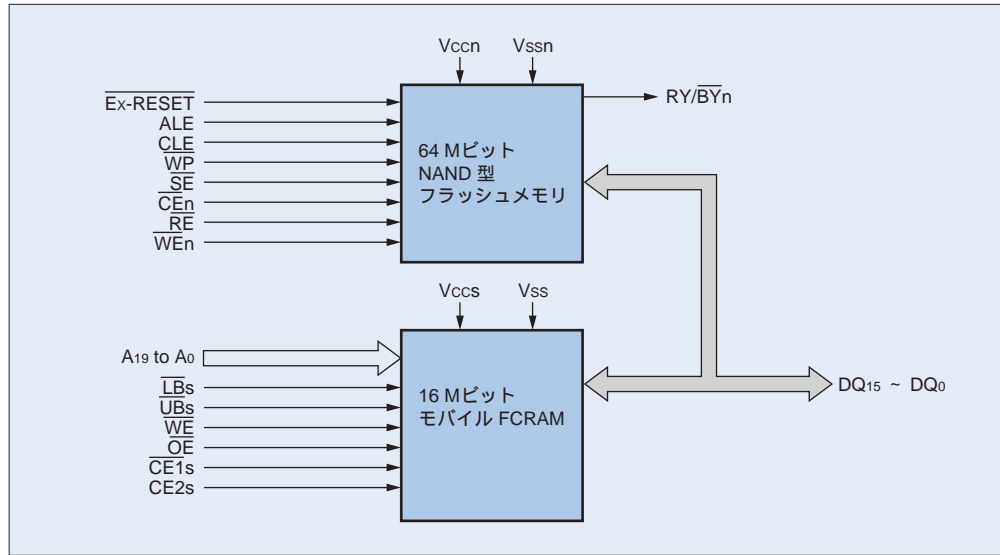 Vccn
Vssn
Ex-RESET
ALE
CLE
WP
SE
CEn
RE
WEn
64 Mビット
NAND 型
フラッシュメモリ
RY/BYn
Vccs
Vss
A19 to A0
LBs
UBs
WE
OE
CE1s
CE2s
16 Mビット
モバイル FCRAM
DQ15 ~ DQ0